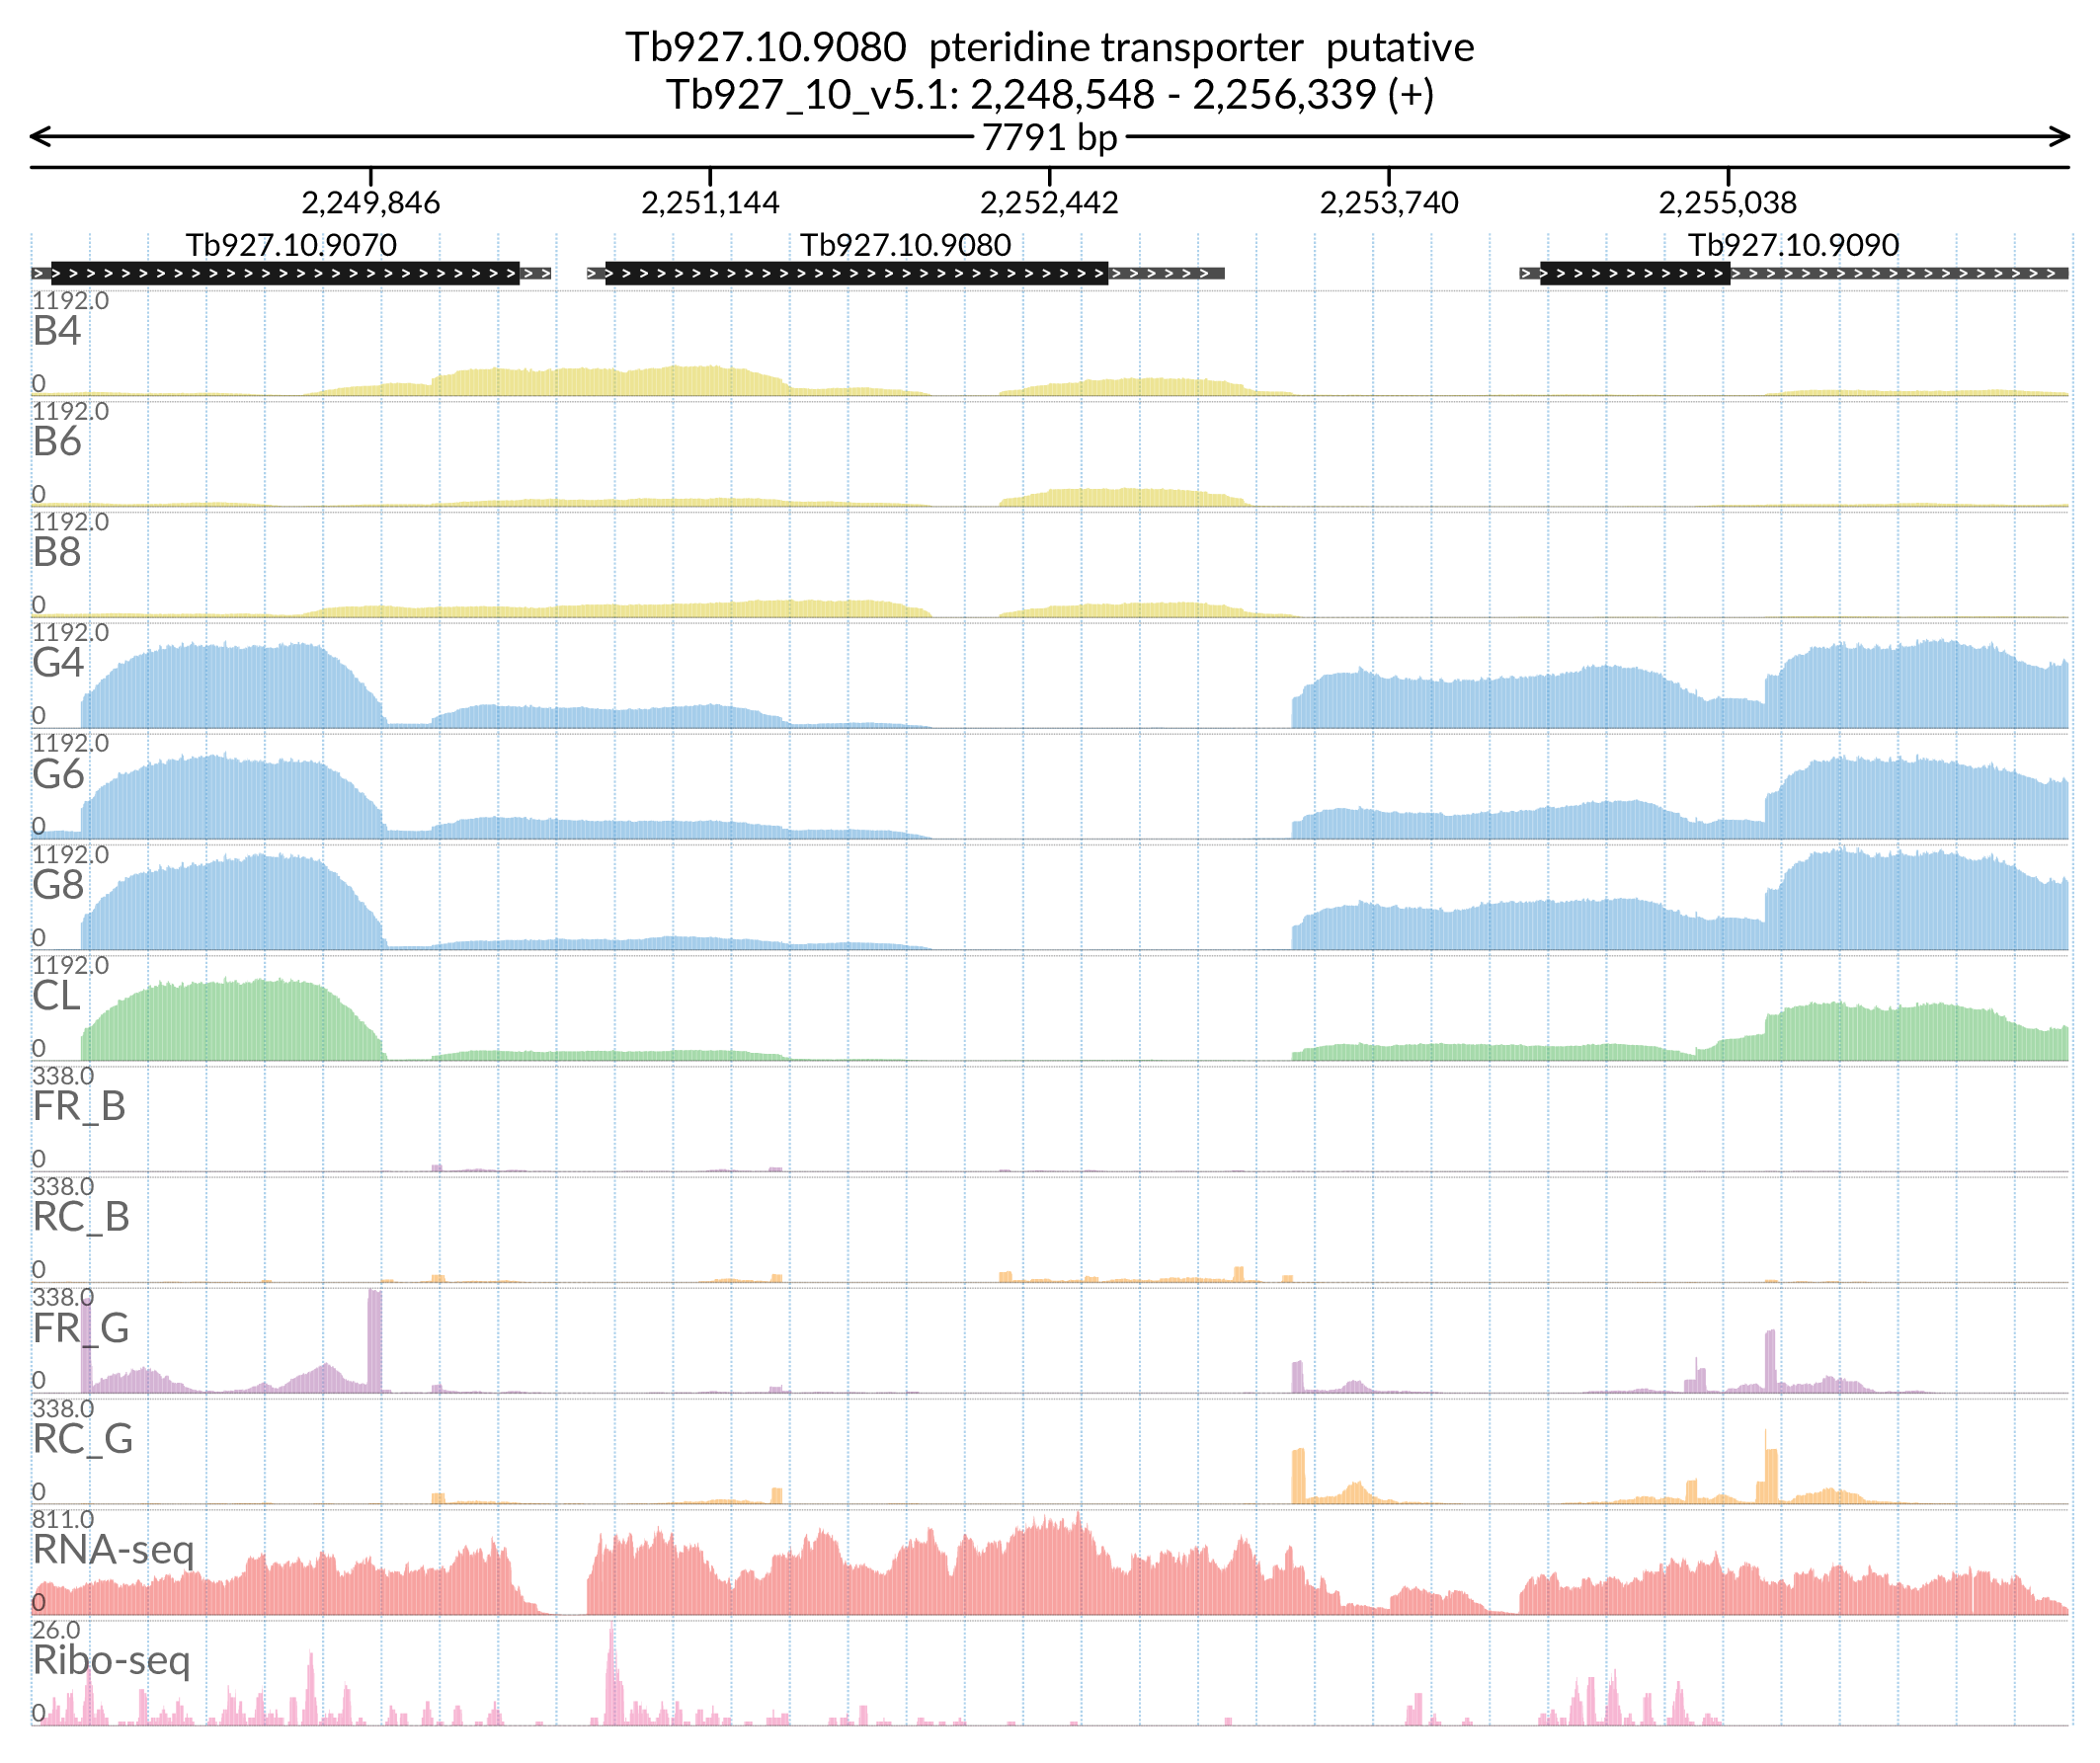 Tb927.10.9080  pteridine transporter  putative
Tb927_10_v5.1: 2,248,548 - 2,256,339 (+)
7791 bp
2,249,846 2,251,144 2,252,442 2,253,740 2,255,038
Tb927.10.9070 Tb927.10.9080 Tb927.10.9090
1192.0
B4
0
1192.0
B6
0
1192.0
B8
0
1192.0
G4
0
1192.0
G6
0
1192.0
G8
0
1192.0
CL
0
338.0
FR_B
0
338.0
RC_B
0
338.0
FR_G
0
338.0
RC_G
0
811.0
RNA-seq
0
26.0
Ribo-seq
0